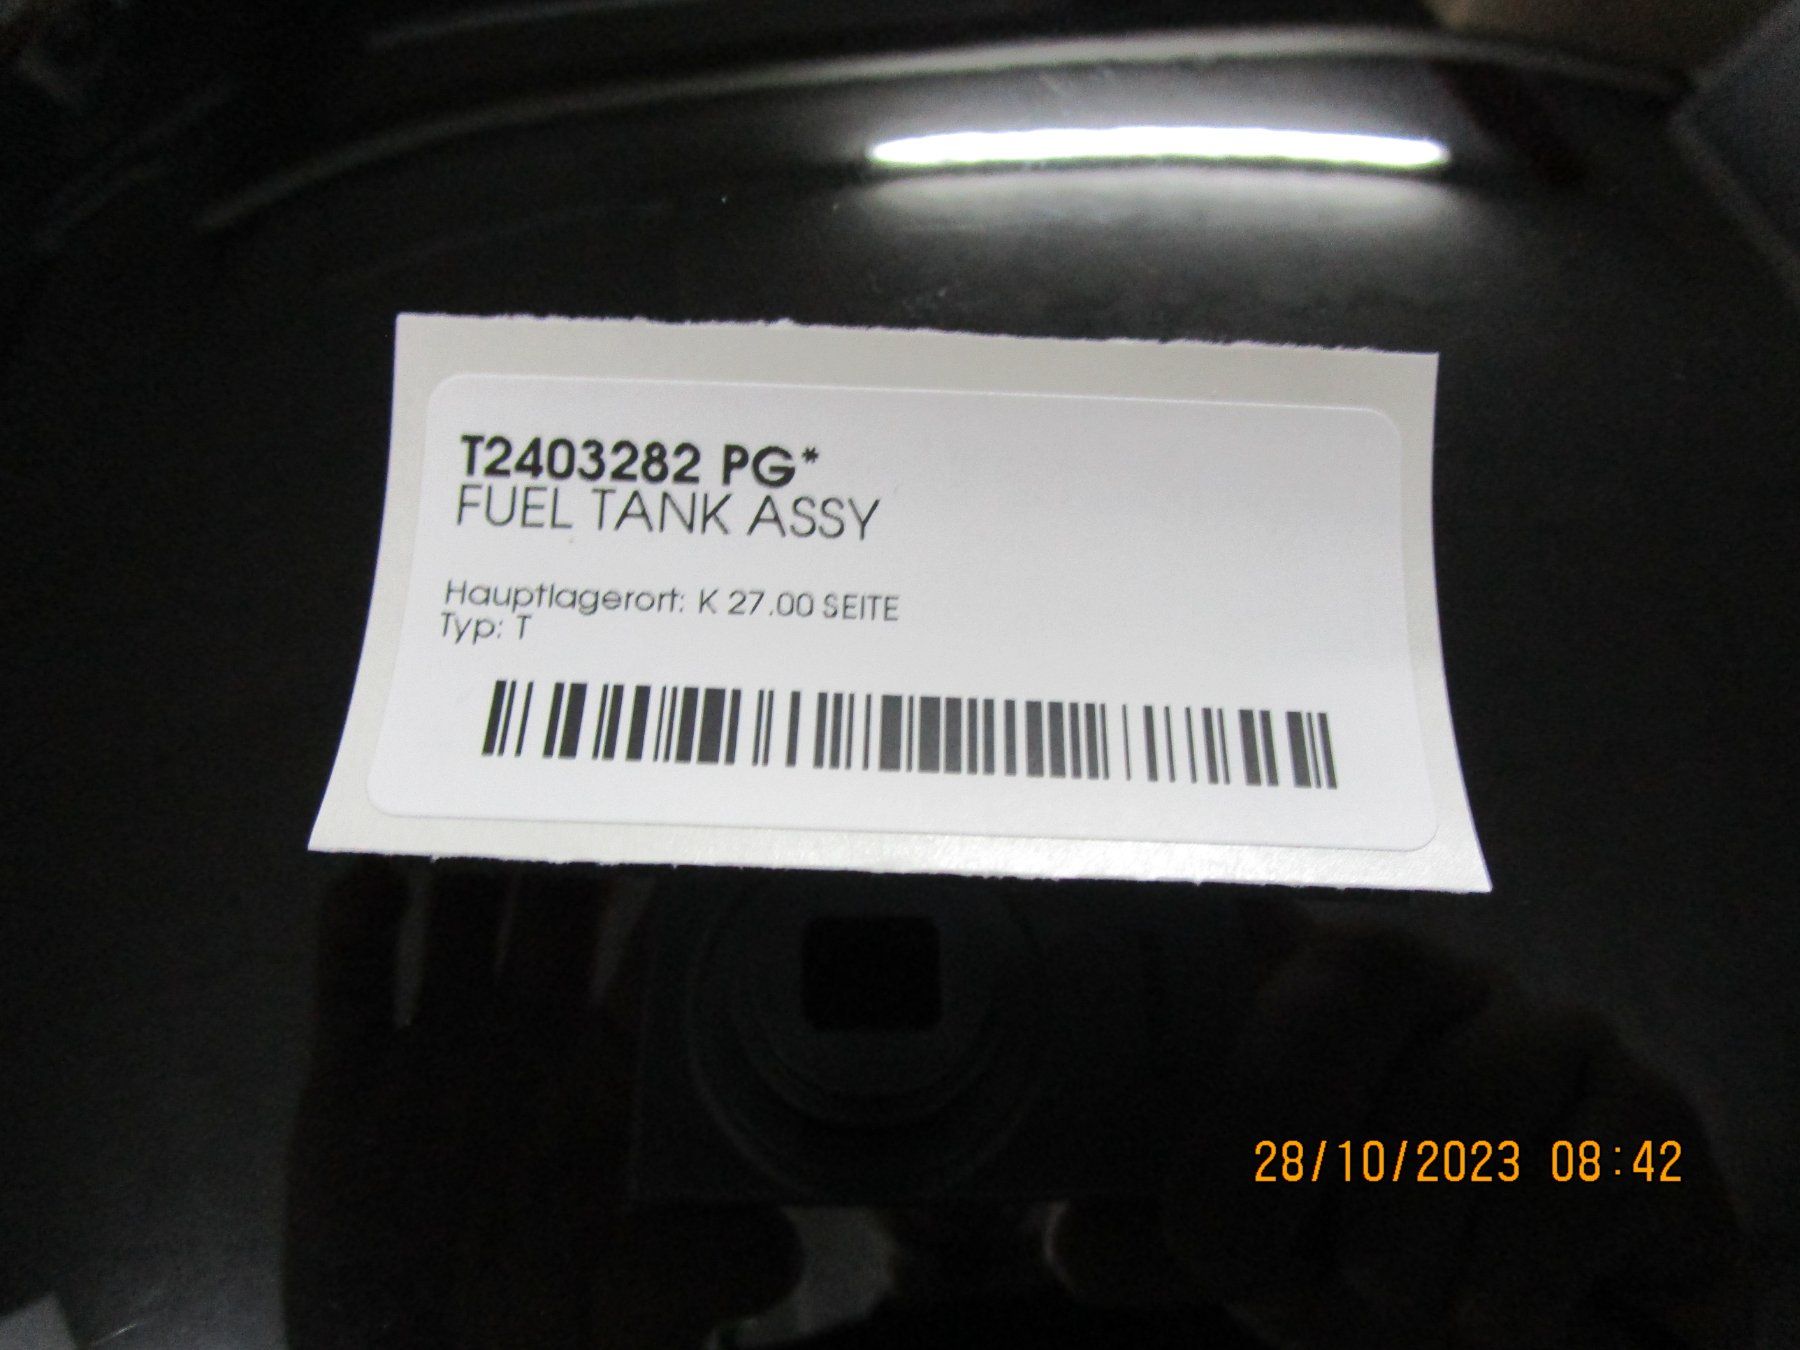 T2403282 PG*
FUEL TANK ASSY
Hauptlagerort: K 27.00 SEITE
Typ: T
28/10/2023 08:42